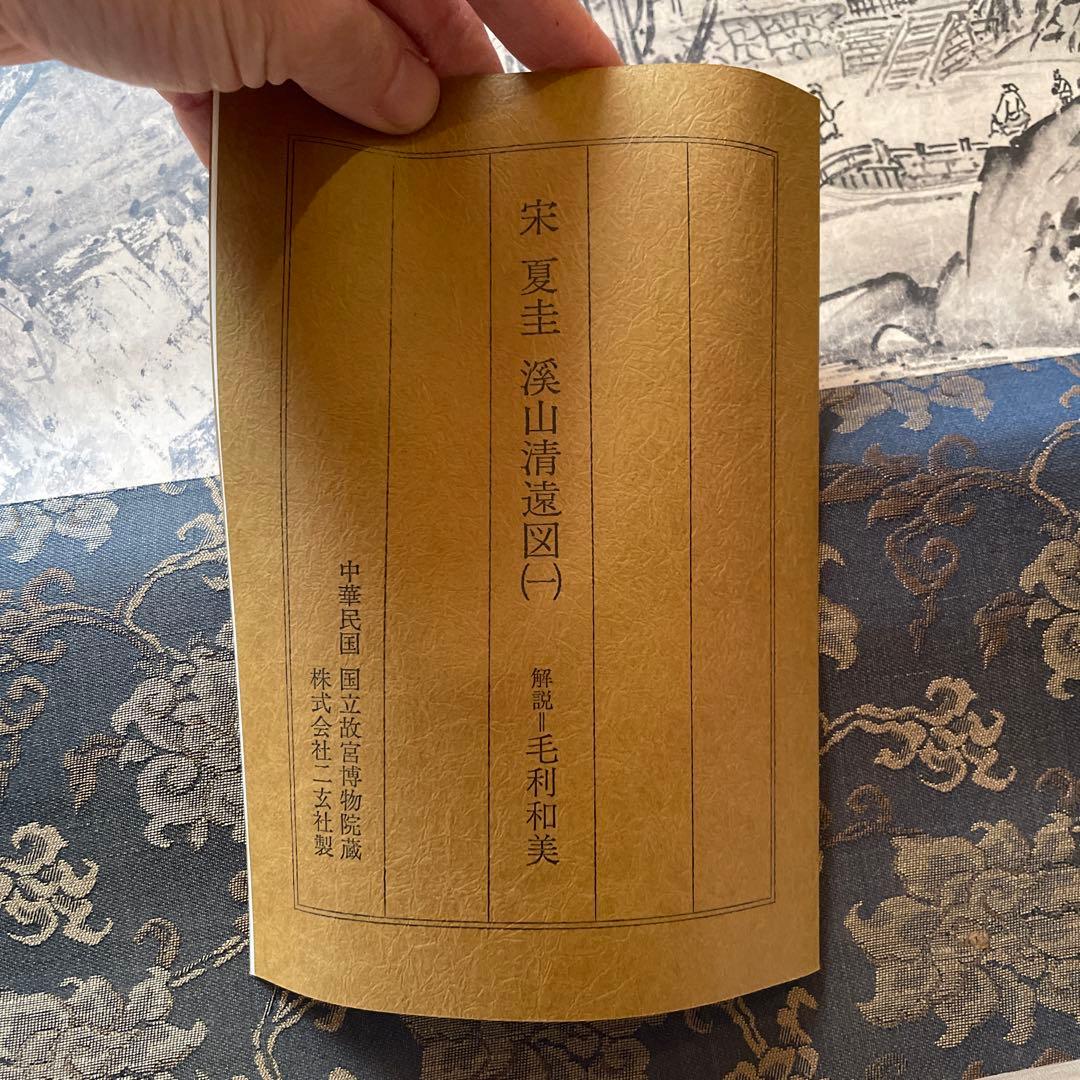 宋 夏圭 溪山清遠図(一) 解説=毛利和美
中華民国 国立故宮博物院蔵
株式会社二玄社製